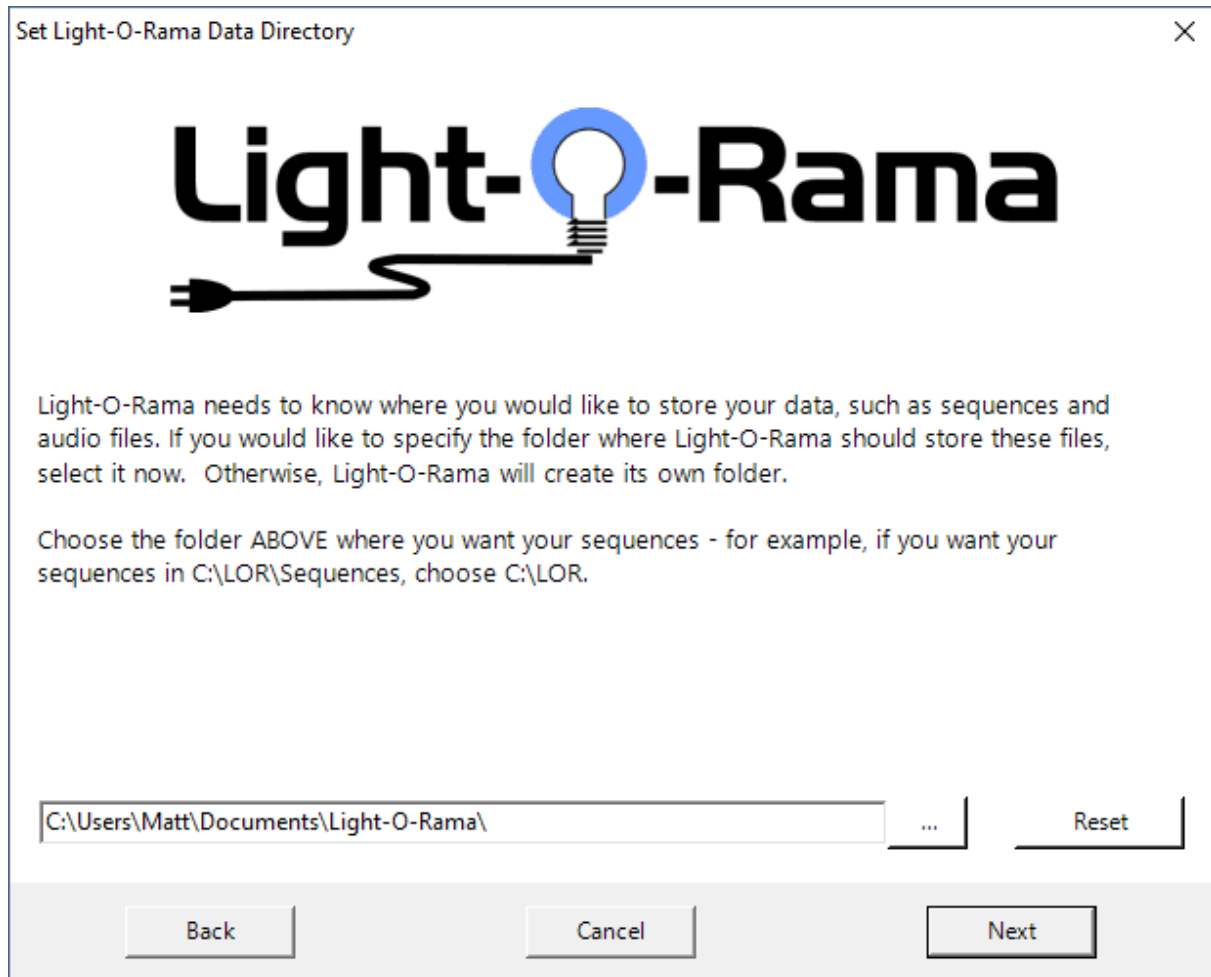 Set Light-O-Rama Data Directory
Light-O-Rama
Light-O-Rama needs to know where you would like to store your data, such as sequences and
audio files. If you would like to specify the folder where Light-O-Rama should store these files,
select it now.  Otherwise, Light-O-Rama will create its own folder.
Choose the folder ABOVE where you want your sequences - for example, if you want your
sequences in C:\LOR\Sequences, choose C:\LOR.
C:\Users\Matt\Documents\Light-O-Rama\
... Reset
Back Cancel Next